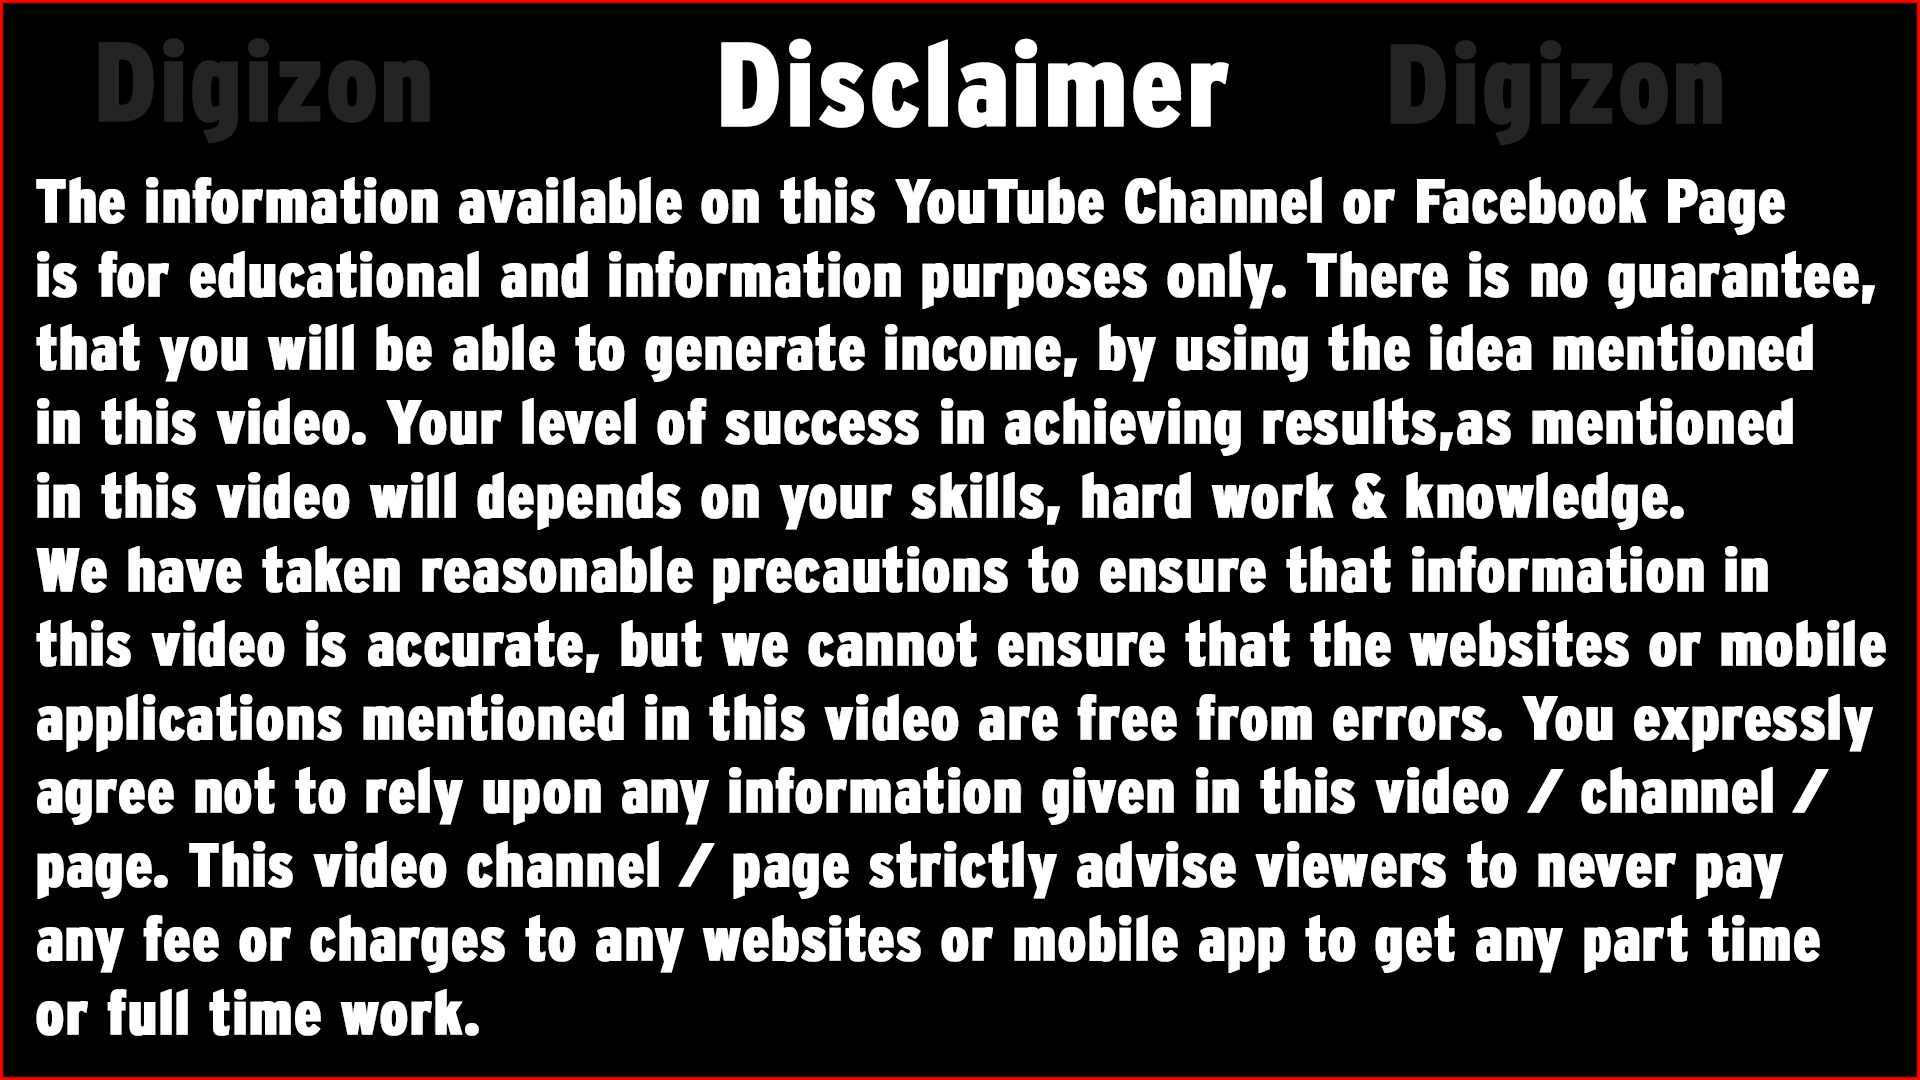 Digizon Disclaimer Digizon
The information available on this YouTube Channel or Facebook Page
is for educational and information purposes only. There is no guarantee,
that you will be able to generate income, by using the idea mentioned
in this video. Your level of success in achieving results,as mentioned
in this video will depends on your skills, hard work & knowledge.
We have taken reasonable precautions to ensure that information in
this video is accurate, but we cannot ensure that the websites or mobile
applications mentioned in this video are free from errors. You expressly
agree not to rely upon any information given in this video / channel /
page. This video channel / page strictly advise viewers to never pay
any fee or charges to any websites or mobile app to get any part time
or full time work.